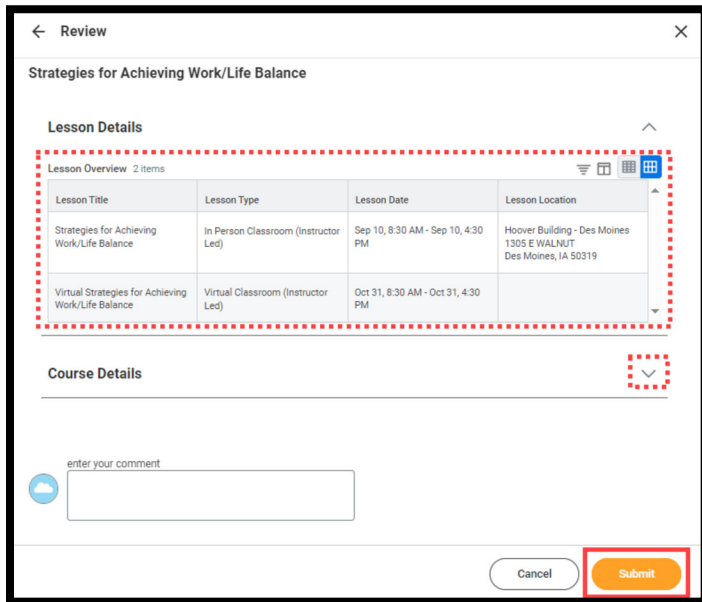 Review
Strategies for Achieving Work/Life Balance
Lesson Details
Lesson Overview 2 items
Lesson Title Lesson Type Lesson Date Lesson Location
Strategies for Achieving
Work/Life Balance
In Person Classroom (Instructor
Led)
Sep 10, 8:30 AM - Sep 10, 4:30
PM
Hoover Building - Des Moines
1305 E WALNUT
Des Moines, IA 50319
Virtual Strategies for Achieving
Work/Life Balance
Virtual Classroom (Instructor
Led)
Oct 31, 8:30 AM - Oct 31, 4:30
PM
Course Details
enter your comment
Cancel Submit